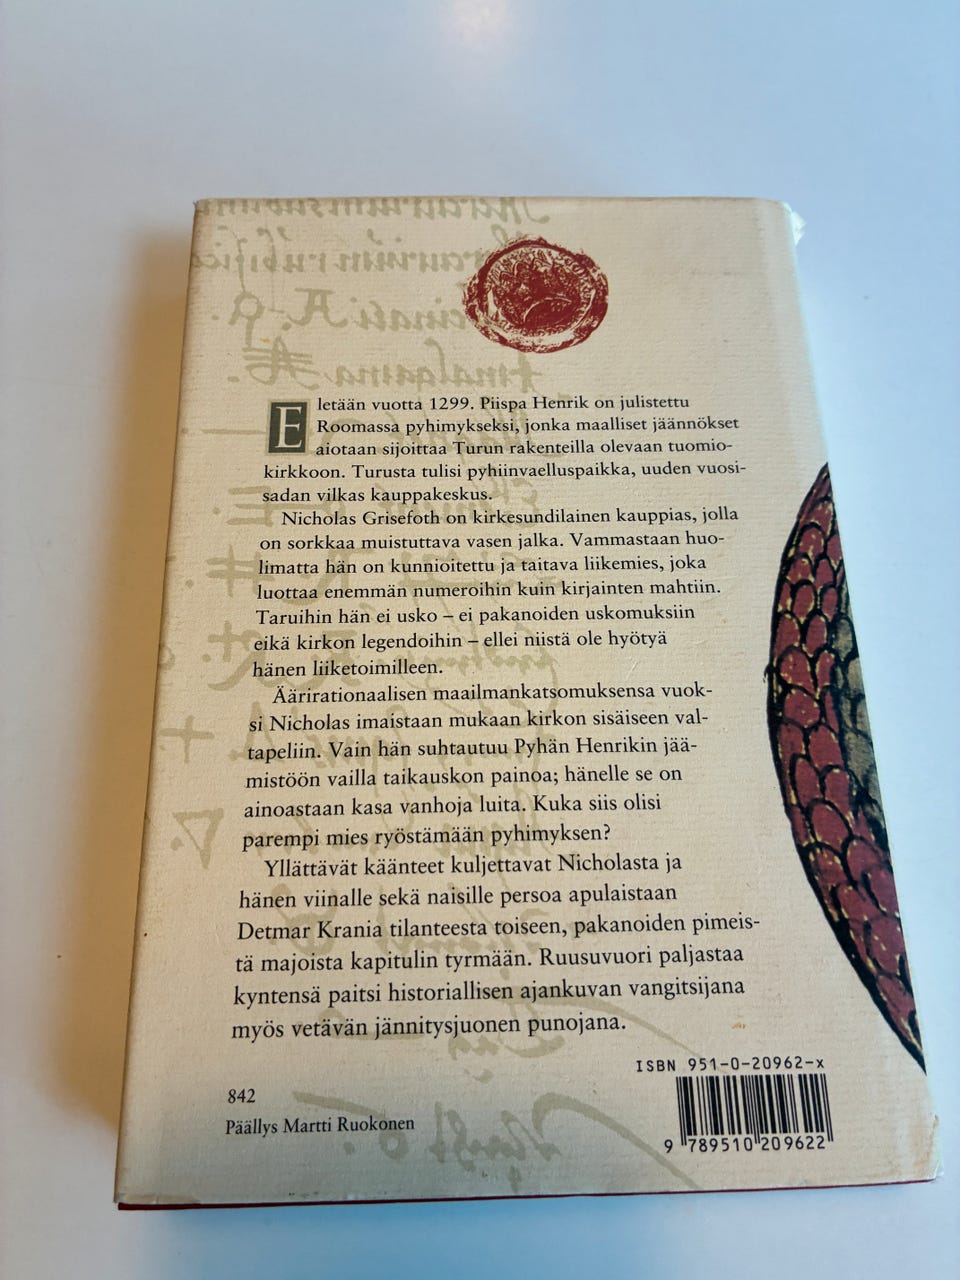 Eletään vuotta 1299. Piispa Henrik on julistettu
Roomassa pyhimykseksi, jonka maalliset jäännökset
aiotaan sijoittaa Turun rakenteilla olevaan tuomio-
kirkkoon. Turusta tulisi pyhiinvaelluspaikka, uuden vuosi-
sadan vilkas kauppakeskus.
Nicholas Grisefoth on kirkesundilainen kauppias, jolla
on sorkkaa muistuttava vasen jalka. Vammastaan huo-
limatta hän on kunnioitettu ja taitava liikemies, joka
luottaa enemmän numeroihin kuin kirjainten mahtiin.
Taruihin hän ei usko – ei pakanoiden uskomuksiin
eikä kirkon legendoihin – ellei niistä ole hyötyä
hänen liiketoimilleen.
Äärirationaalisen maailmankatsomuksensa vuok-
si Nicholas imaistaan mukaan kirkon sisäiseen val-
tapeliin. Vain hän suhtautuu Pyhän Henrikin jää-
mistöön vailla taikauskon painoa; hänelle se on
ainoastaan kasa vanhoja luita. Kuka siis olisi
parempi mies ryöstämään pyhimyksen?
Yllättävät käänteet kuljettavat Nicholasta ja
hänen viinalle sekä naisille persoa apulaistaan
Detmar Krania tilanteesta toiseen, pakanoiden pimeis-
tä majoista kapitulin tyrmään. Ruusuvuori paljastaa
kyntensä paitsi historiallisen ajankuvan vangitsijana
myös vetävän jännitysjuonen punojana.
ISBN 951-0-20962-x
842
Päällys Martti Ruokonen
9 789510 209622